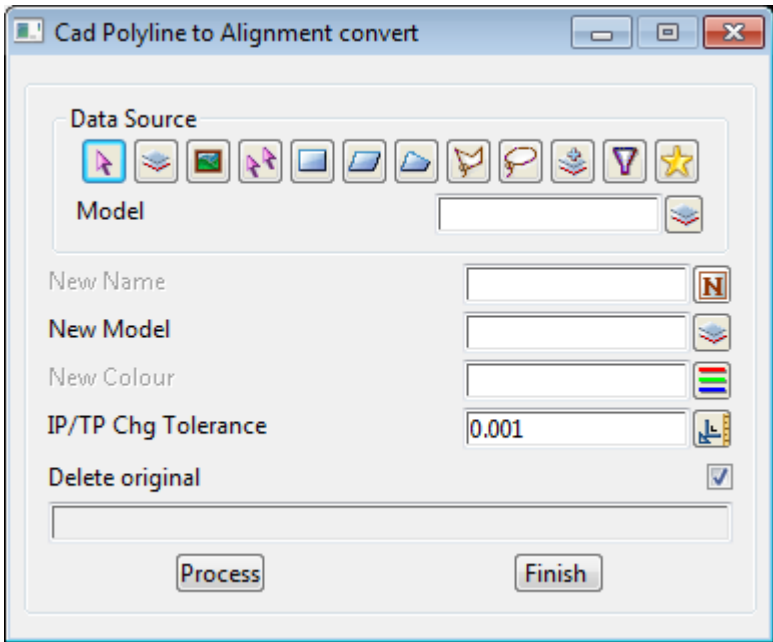 Cad Polyline to Alignment convert
Data Source
Model
New Name
N
New Model
New Colour
IP/TP Chg Tolerance 0.001
Delete original
Process Finish